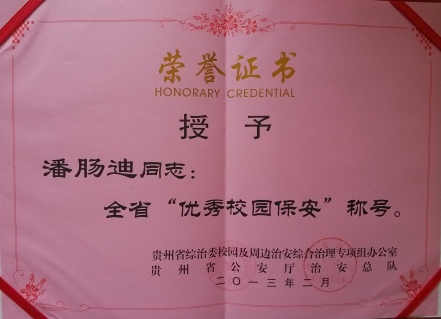 荣誉证书
HONORARY CREDENTIAL
授予
潘肠迪同志：
全省“优秀校园保安”称号。
贵州省综治委校园及周边治安综合治理专项组办公室
贵州省公安厅治安总队
二〇一三年二月